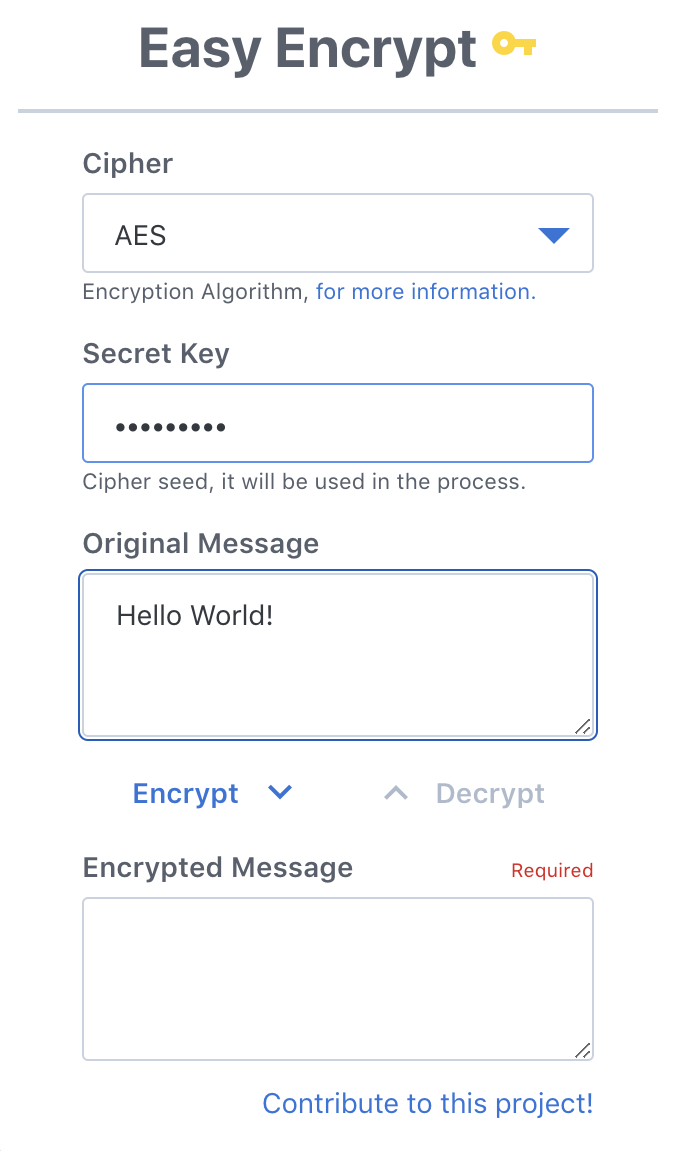 Easy Encrypt
Cipher
AES
Encryption Algorithm, for more information.
Secret Key
•••••••••
Cipher seed, it will be used in the process.
Original Message
Hello World!
Encrypt Decrypt
Encrypted Message Required
Contribute to this project!